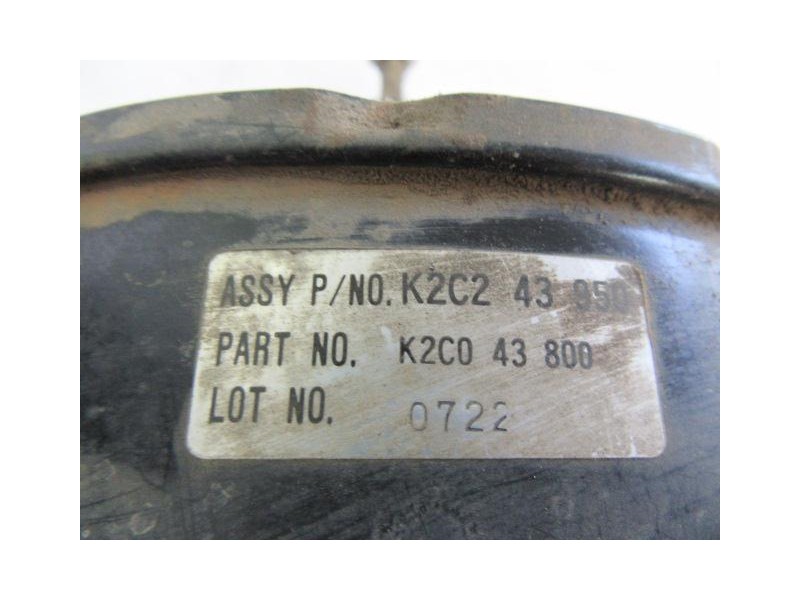 ASSY P/NO. K2C2 43 950
PART NO. K2C0 43 800
LOT NO. 0722